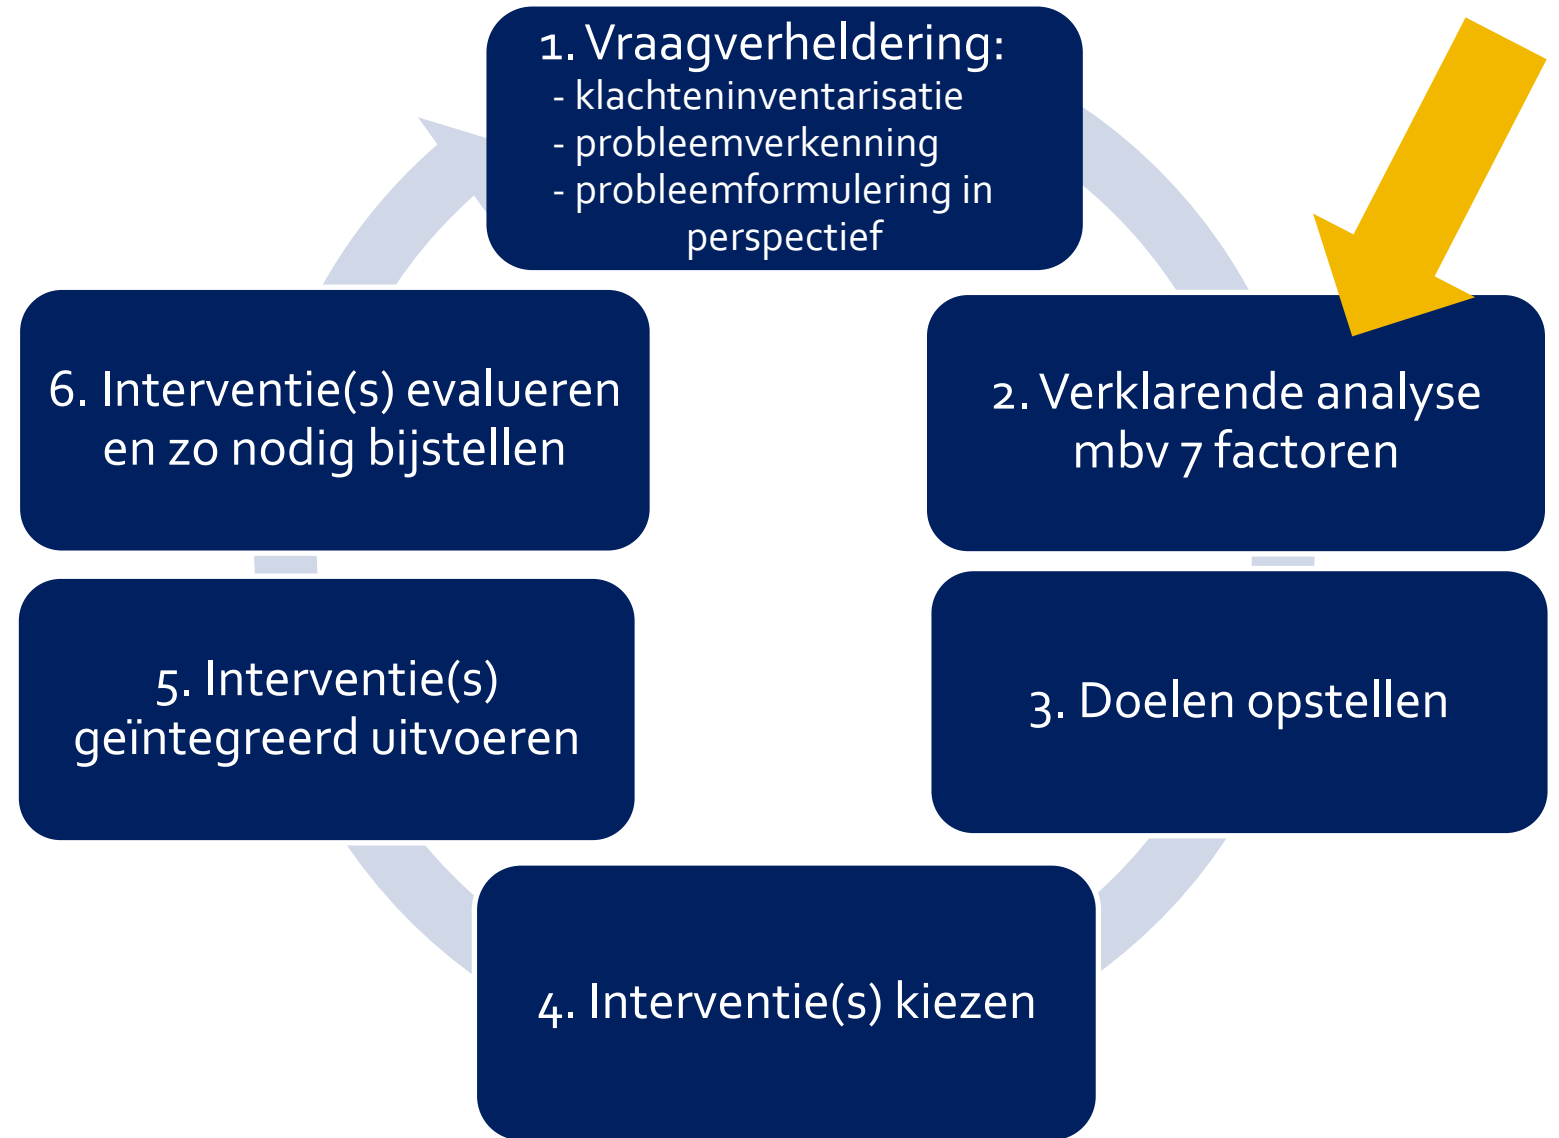 1. Vraagverheldering:
- klachteninventarisatie
- probleemverkenning
- probleemformulering in
perspectief
2. Verklarende analyse
mbv 7 factoren
3. Doelen opstellen
4. Interventie(s) kiezen
5. Interventie(s)
geïntegreerd uitvoeren
6. Interventie(s) evalueren
en zo nodig bijstellen